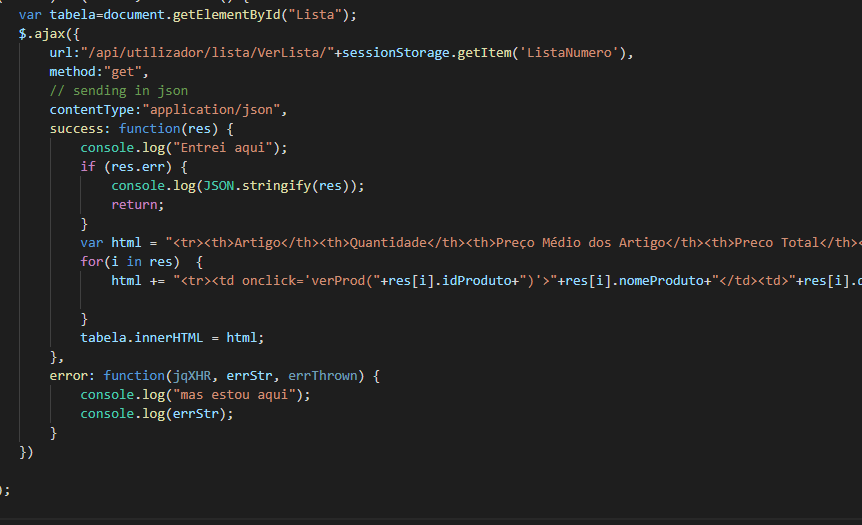 var tabela=document.getElementById("Lista");
$.ajax({
url:"/api/utilizador/lista/VerLista/"+sessionStorage.getItem('ListaNumero'),
method:"get",
// sending in json
contentType:"application/json",
success: function(res) {
console.log("Entrei aqui");
if (res.err) {
console.log(JSON.stringify(res));
return;
}
var html = "<tr><th>Artigo</th><th>Quantidade</th><th>Preço Médio dos Artigo</th><th>Preco Total</th><
for(i in res)  {
html += "<tr><td onclick='verProd("+res[i].idProduto+")'>"+res[i].nomeProduto+"</td><td>"+res[i].
}
tabela.innerHTML = html;
},
error: function(jqXHR, errStr, errThrown) {
console.log("mas estou aqui");
console.log(errStr);
}
})
);